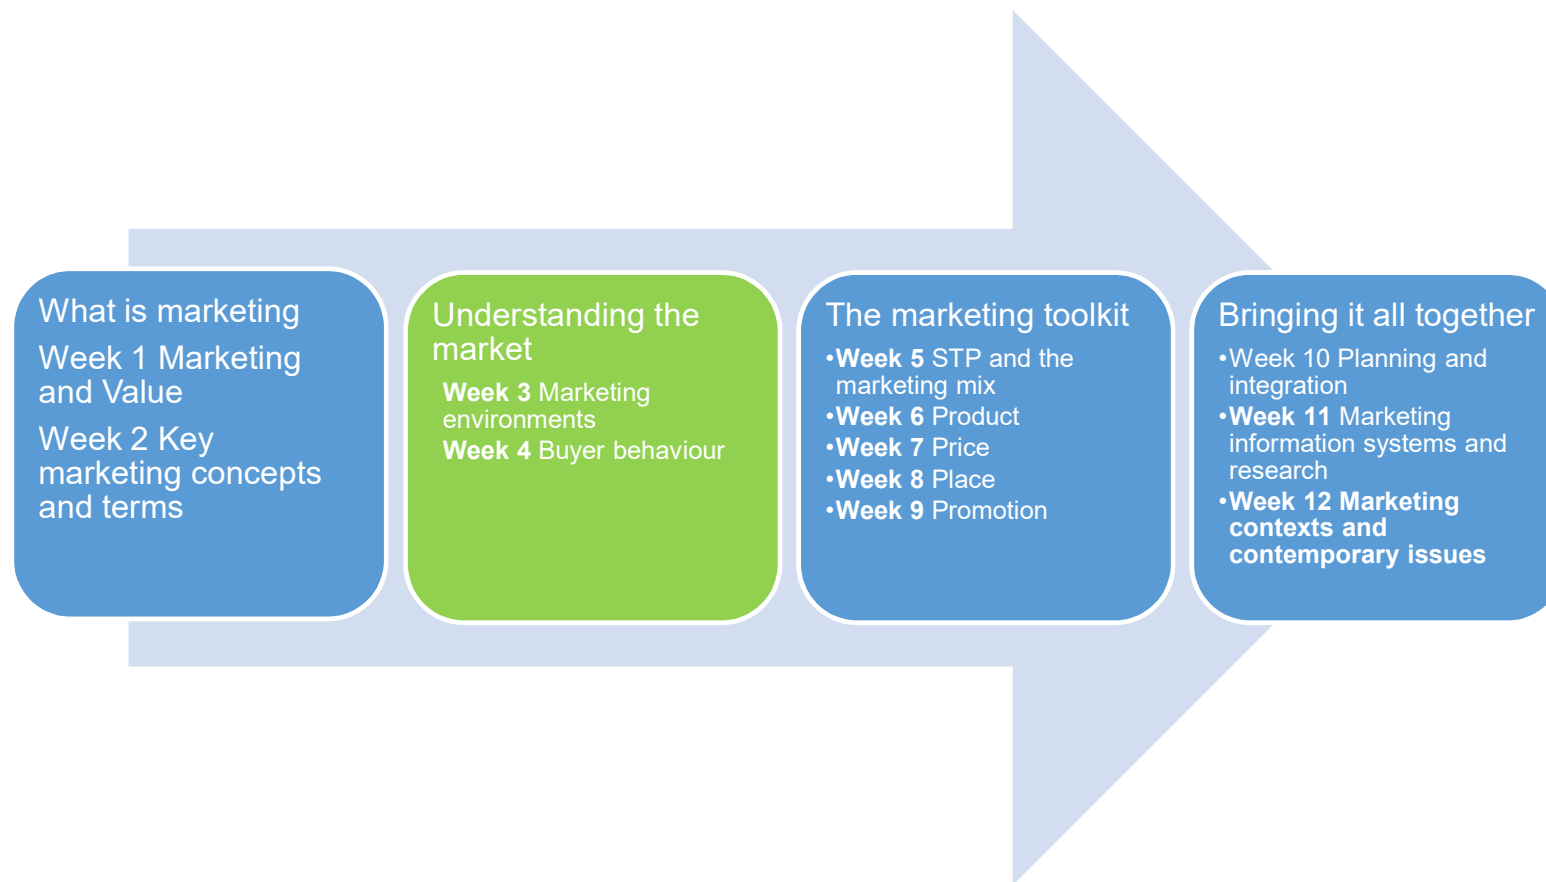 What is marketing
Week 1 Marketing
and Value
Week 2 Key
marketing concepts
and terms
Understanding the
market
Week 3 Marketing
environments
Week 4 Buyer behaviour
The marketing toolkit
•Week 5 STP and the
marketing mix
•Week 6 Product
•Week 7 Price
•Week 8 Place
•Week 9 Promotion
Bringing it all together
•Week 10 Planning and
integration
•Week 11 Marketing
information systems and
research
•Week 12 Marketing
contexts and
contemporary issues